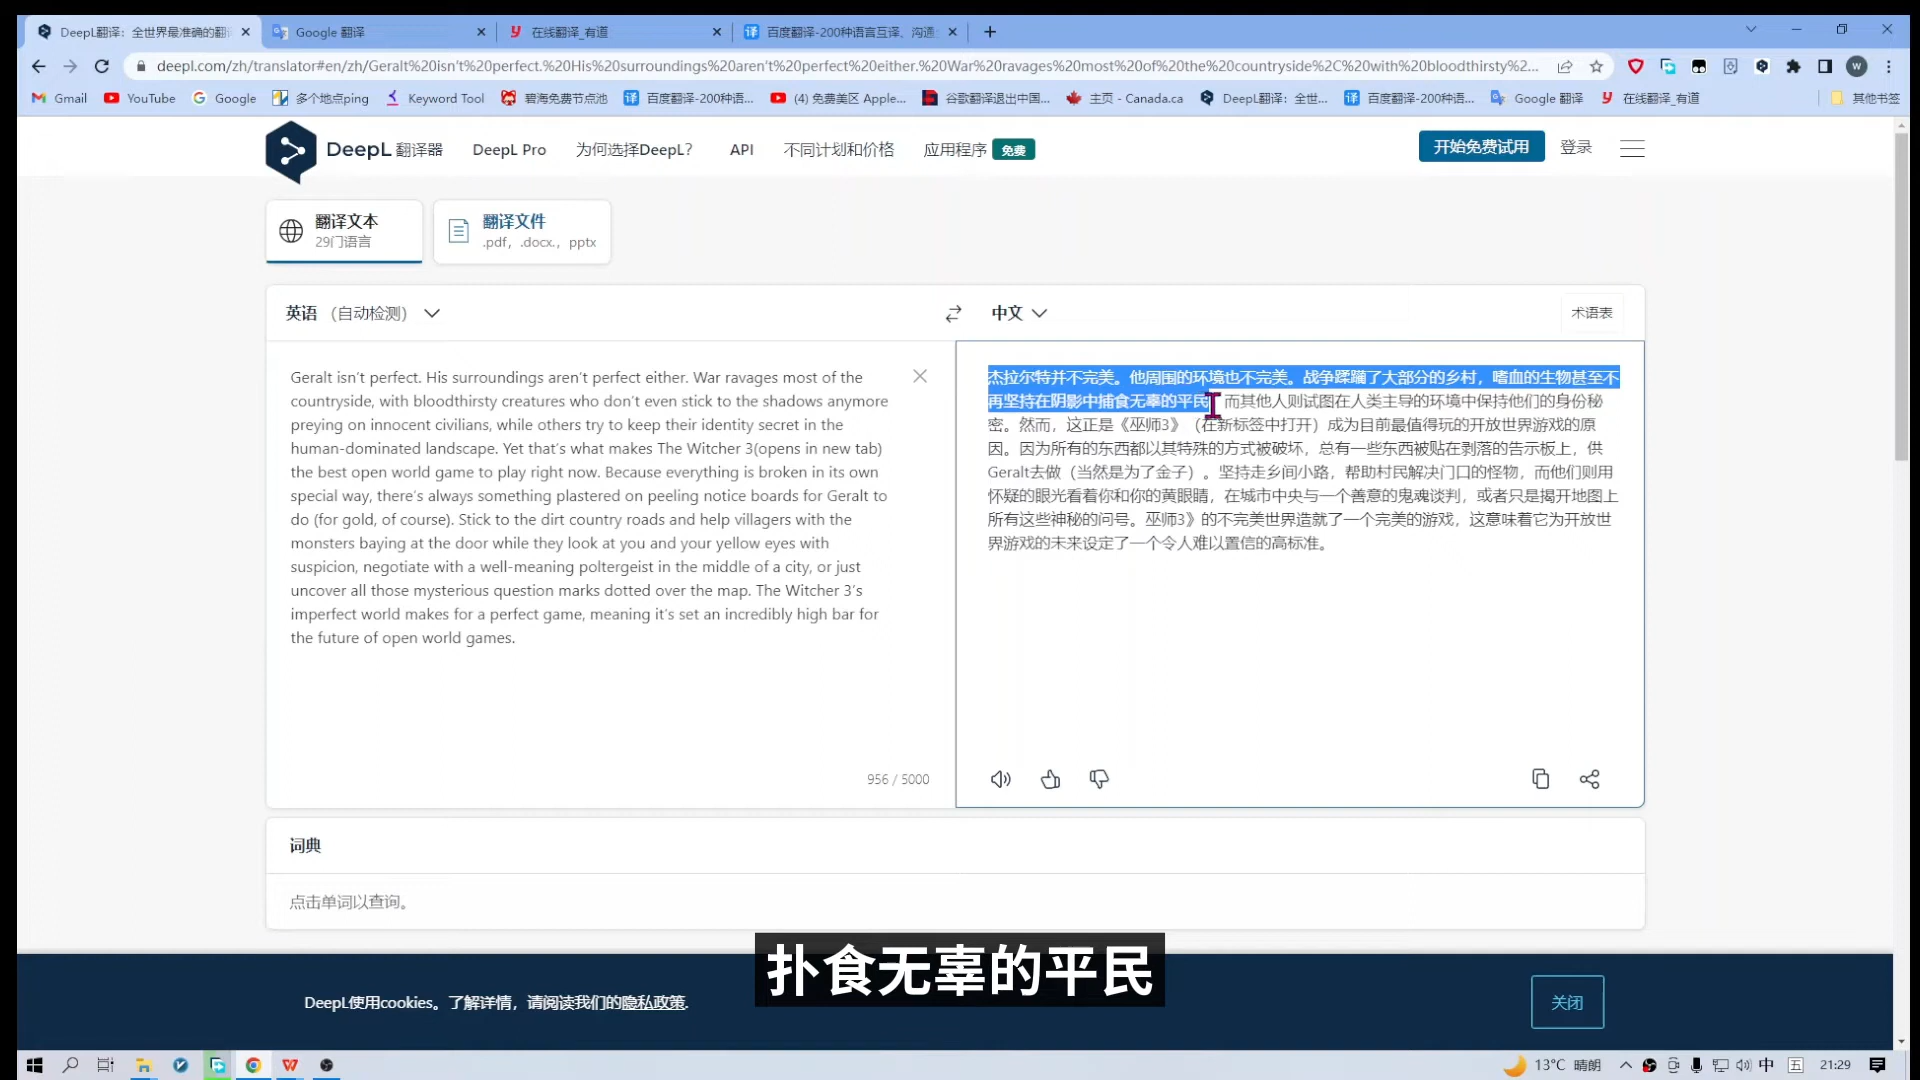 DeepL翻译：全世界最准确的翻
Google 翻译
在线翻译_有道
百度翻译-200种语言互译、沟通
deepl.com/zh/translator#en/zh/Geralt%20isn't%20perfect.%20His%20surroundings%20aren't%20perfect%20either.%20War%20ravages%20most%20of%20the%20countryside%2C%20with%20bloodthirsty%2...
W
Gmail
YouTube
Google
多个地点ping
Keyword Tool
碧海免费节点池
百度翻译-200种语...
(4) 免费美区 Apple...
谷歌翻译退出中国...
主页 - Canada.ca
DeepL翻译：全世...
百度翻译-200种语...
Google 翻译
在线翻译_有道
其他书签
DeepL 翻译器
DeepL Pro
为何选择DeepL?
API
不同计划和价格
应用程序 免费
开始免费试用
登录
翻译文本
29门语言
翻译文件
.pdf，.docx.，pptx
英语 （自动检测）
中文
术语表
Geralt isn't perfect. His surroundings aren't perfect either. War ravages most of the
countryside, with bloodthirsty creatures who don't even stick to the shadows anymore
preying on innocent civilians, while others try to keep their identity secret in the
human-dominated landscape. Yet that's what makes The Witcher 3(opens in new tab)
the best open world game to play right now. Because everything is broken in its own
special way, there's always something plastered on peeling notice boards for Geralt to
do (for gold, of course). Stick to the dirt country roads and help villagers with the
monsters baying at the door while they look at you and your yellow eyes with
suspicion, negotiate with a well-meaning poltergeist in the middle of a city, or just
uncover all those mysterious question marks dotted over the map. The Witcher 3's
imperfect world makes for a perfect game, meaning it's set an incredibly high bar for
the future of open world games.
956 / 5000
杰拉尔特并不完美。他周围的环境也不完美。战争蹂躏了大部分的乡村，嗜血的生物甚至不
再坚持在阴影中捕食无辜的平民，而其他人则试图在人类主导的环境中保持他们的身份秘
密。然而，这正是《巫师3》（在新标签中打开）成为目前最值得玩的开放世界游戏的原
因。因为所有的东西都以其特殊的方式被破坏，总有一些东西被贴在剥落的告示板上，供
Geralt去做（当然是为了金子）。坚持走乡间小路，帮助村民解决门口的怪物，而他们则用
怀疑的眼光看着你和你的黄眼睛，在城市中央与一个善意的鬼魂谈判，或者只是揭开地图上
所有这些神秘的问号。巫师3》的不完美世界造就了一个完美的游戏，这意味着它为开放世
界游戏的未来设定了一个令人难以置信的高标准。
词典
点击单词以查询。
扑食无辜的平民
DeepL使用cookies。了解详情，请阅读我们的隐私政策.
关闭
13°C 晴朗
中
五
21:29